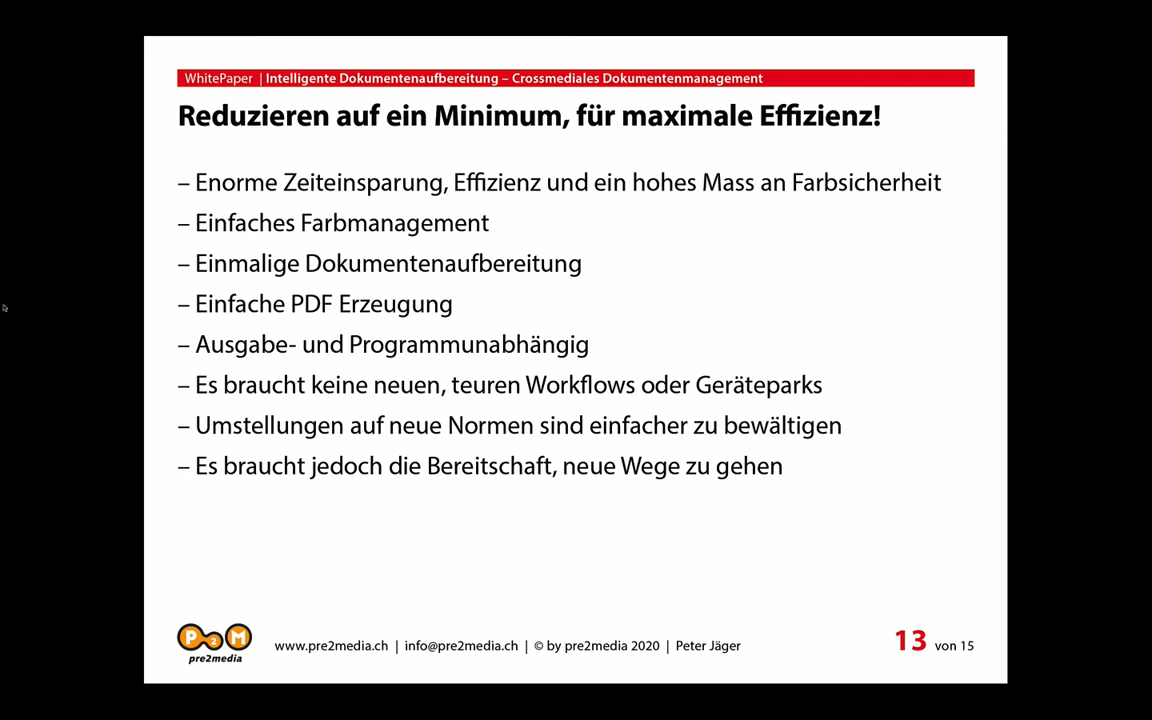 WhitePaper | Intelligente Dokumentenaufbereitung – Crossmediales Dokumentenmanagement
Reduzieren auf ein Minimum, für maximale Effizienz!
– Enorme Zeiteinsparung, Effizienz und ein hohes Mass an Farbsicherheit
– Einfaches Farbmanagement
– Einmalige Dokumentenaufbereitung
– Einfache PDF Erzeugung
– Ausgabe- und Programmunabhängig
– Es braucht keine neuen, teuren Workflows oder Geräteparks
– Umstellungen auf neue Normen sind einfacher zu bewältigen
– Es braucht jedoch die Bereitschaft, neue Wege zu gehen
P2M
pre2media
www.pre2media.ch | info@pre2media.ch | © by pre2media 2020 | Peter Jäger
13 von 15